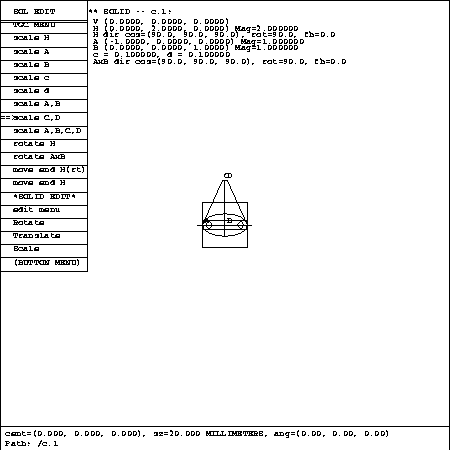 SOL EDIT
TGC MENU
scale H
scale A
scale B
scale c
scale d
scale A,B
==>scale C,D
scale A,B,C,D
rotate H
rotate AxB
move end H(rt)
move end H
*SOLID EDIT*
edit menu
Rotate
Translate
Scale
(BUTTON MENU)
** SOLID -- c.1:
V (0.0000, 0.0000, 0.0000)
H (0.0000, 2.0000, 0.0000) Mag=2.000000
H dir cos=(90.0, 90.0, 90.0), rot=90.0, fb=0.0
A (-1.0000, 0.0000, 0.0000) Mag=1.000000
B (0.0000, 0.0000, 1.0000) Mag=1.000000
c = 0.100000, d = 0.100000
AxB dir cos=(90.0, 90.0, 90.0), rot=90.0, fb=0.0
CD
A B
cent=(0.000, 0.000, 0.000), sz=20.000 MILLIMETERS, ang=(0.00, 0.00, 0.00)
Path: /c.1